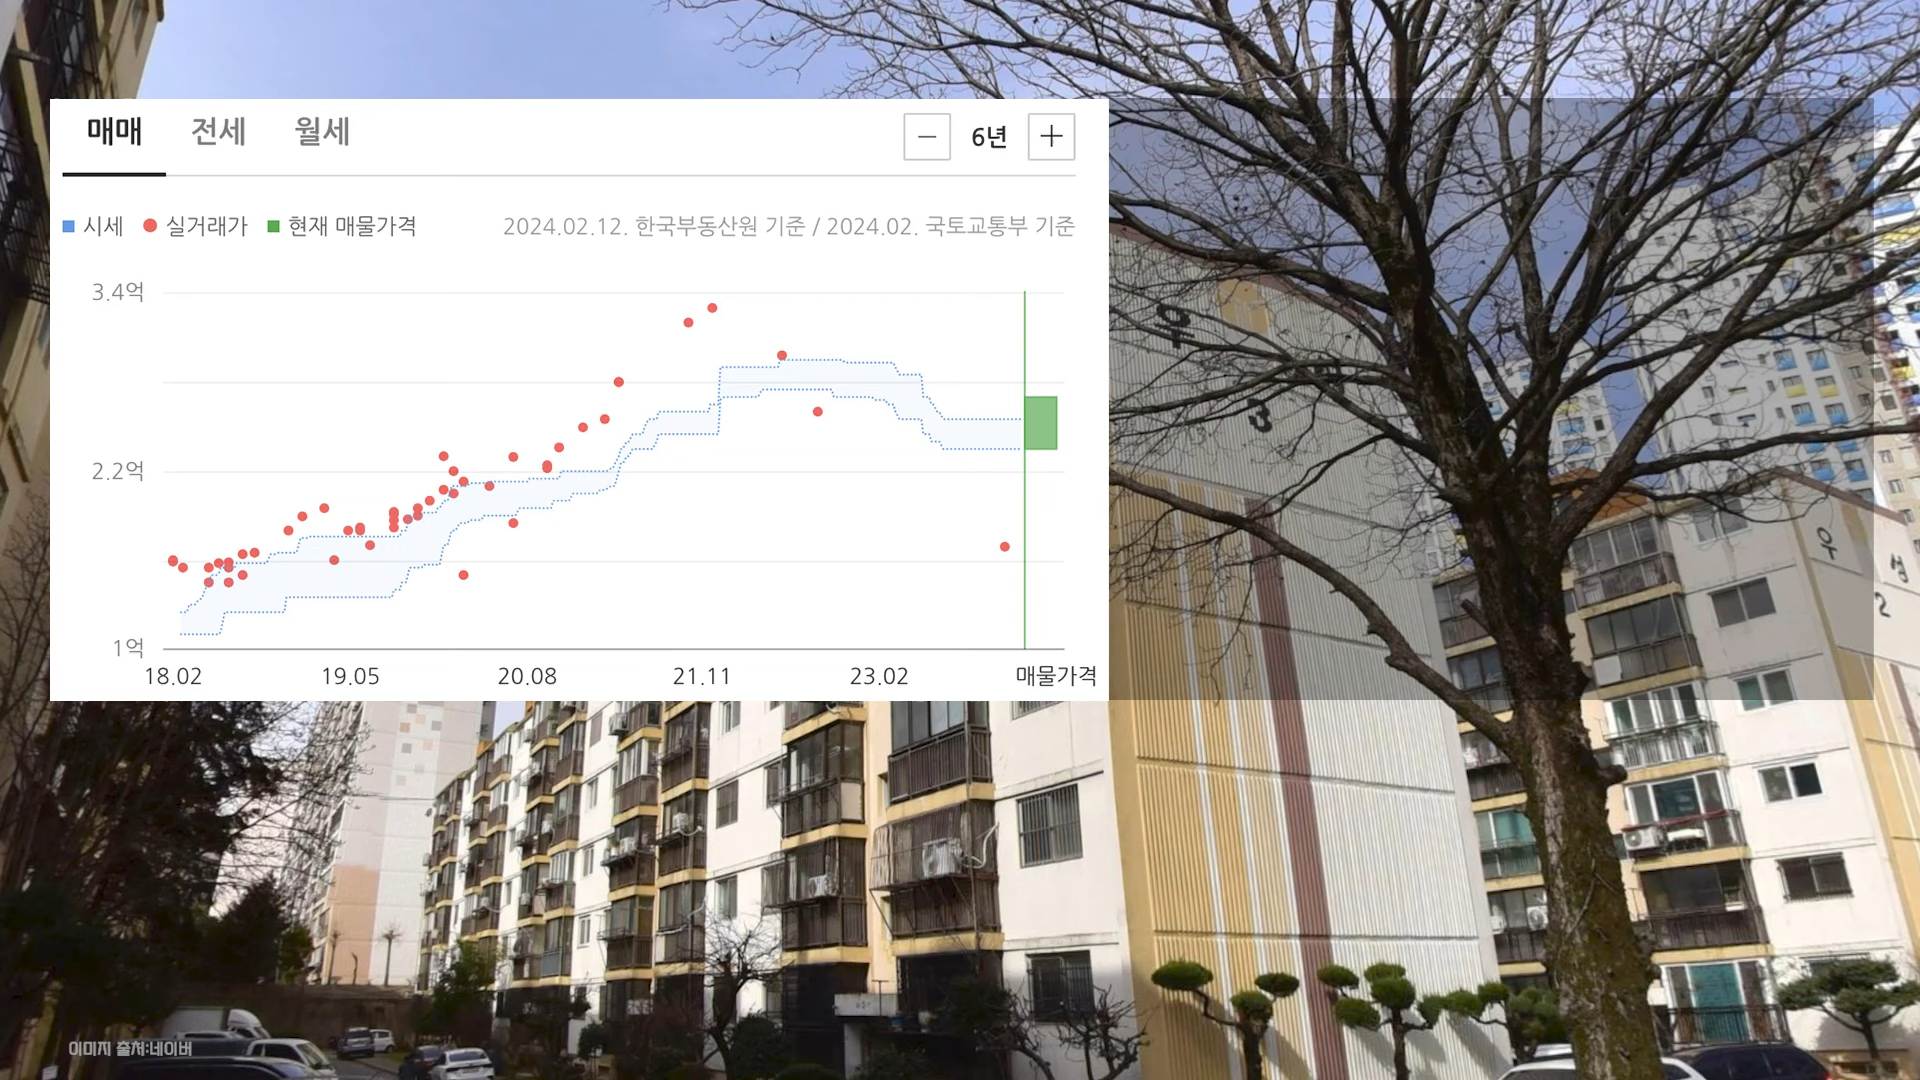 매매 전세 월세
6년
시세 실거래가 현재 매물가격
2024.02.12. 한국부동산원 기준 / 2024.02. 국토교통부 기준
3.4억
2.2억
1억
18.02 19.05 20.08 21.11 23.02 매물가격
우
3
우
성
2
이미지 출처:네이버